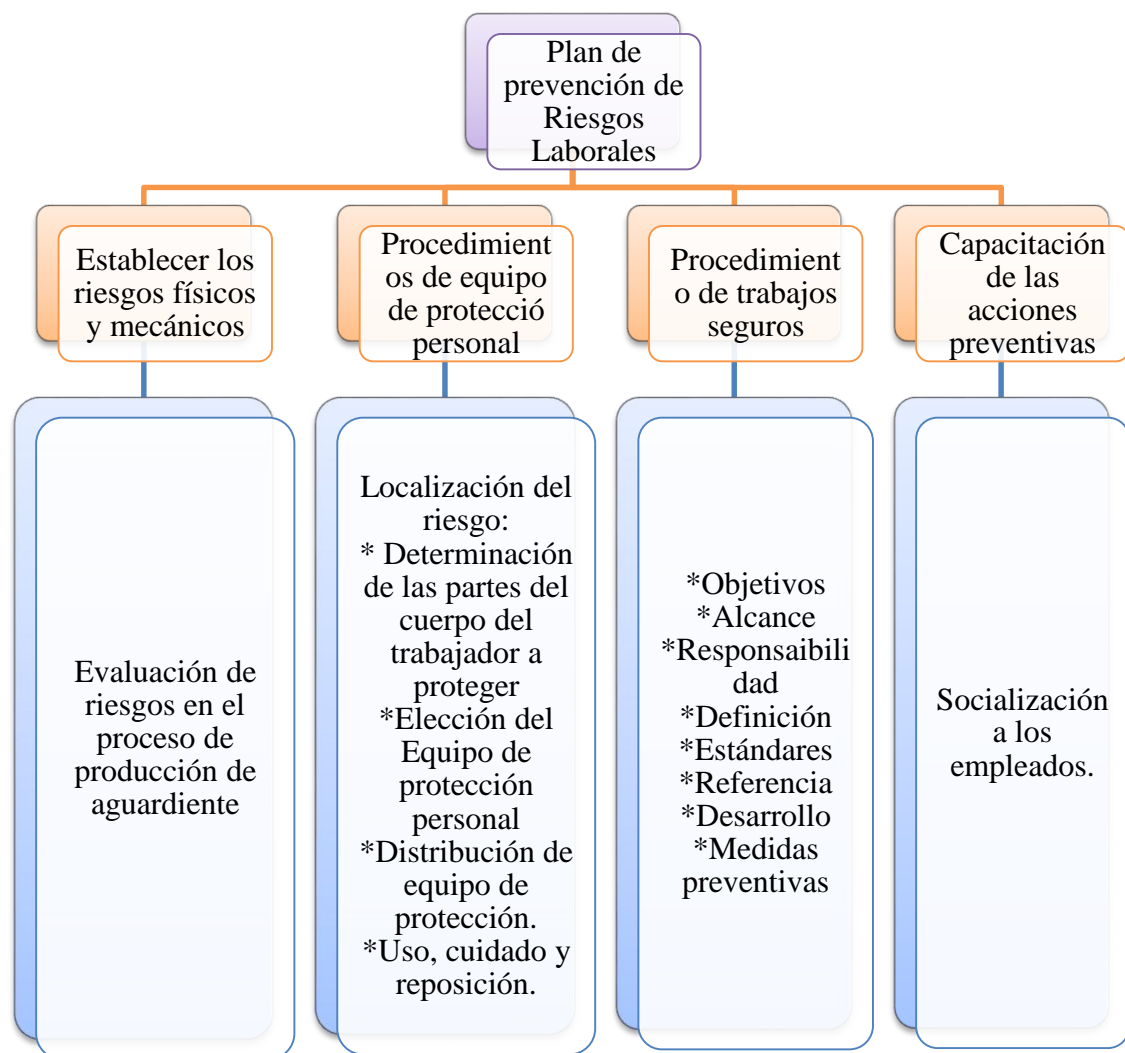 Plan de
prevención de
Riesgos
Laborales
Establecer los
riesgos físicos
y mecánicos
Procedimient
os de equipo
de protecció
personal
Procedimient
o de trabajos
seguros
Capacitación
de las
acciones
preventivas
Evaluación de
riesgos en el
proceso de
producción de
aguardiente
Localización del
riesgo:
* Determinación
de las partes del
cuerpo del
trabajador a
proteger
*Elección del
Equipo de
protección
personal
*Distribución de
equipo de
protección.
*Uso, cuidado y
reposición.
*Objetivos
*Alcance
*Responsaibili
dad
*Definición
*Estándares
*Referencia
*Desarrollo
*Medidas
preventivas
Socialización
a los
empleados.